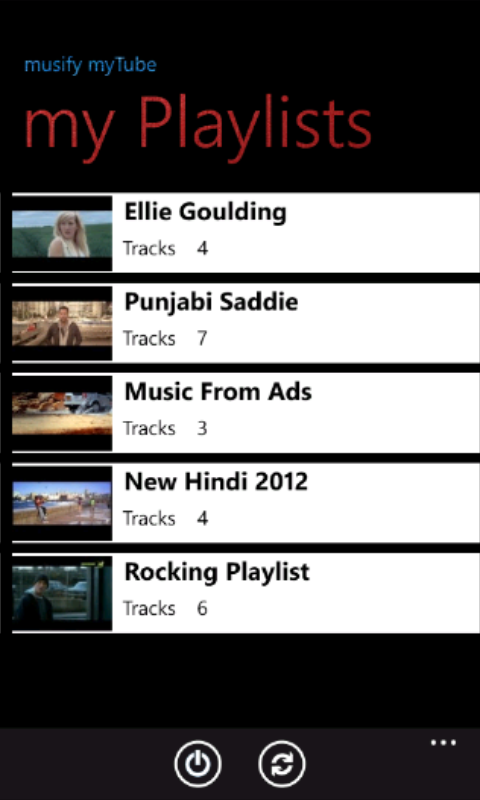 musify myTube
my Playlists
Ellie Goulding
Tracks 4
Punjabi Saddie
Tracks 7
Music From Ads
Tracks 3
New Hindi 2012
Tracks 4
Rocking Playlist
Tracks 6